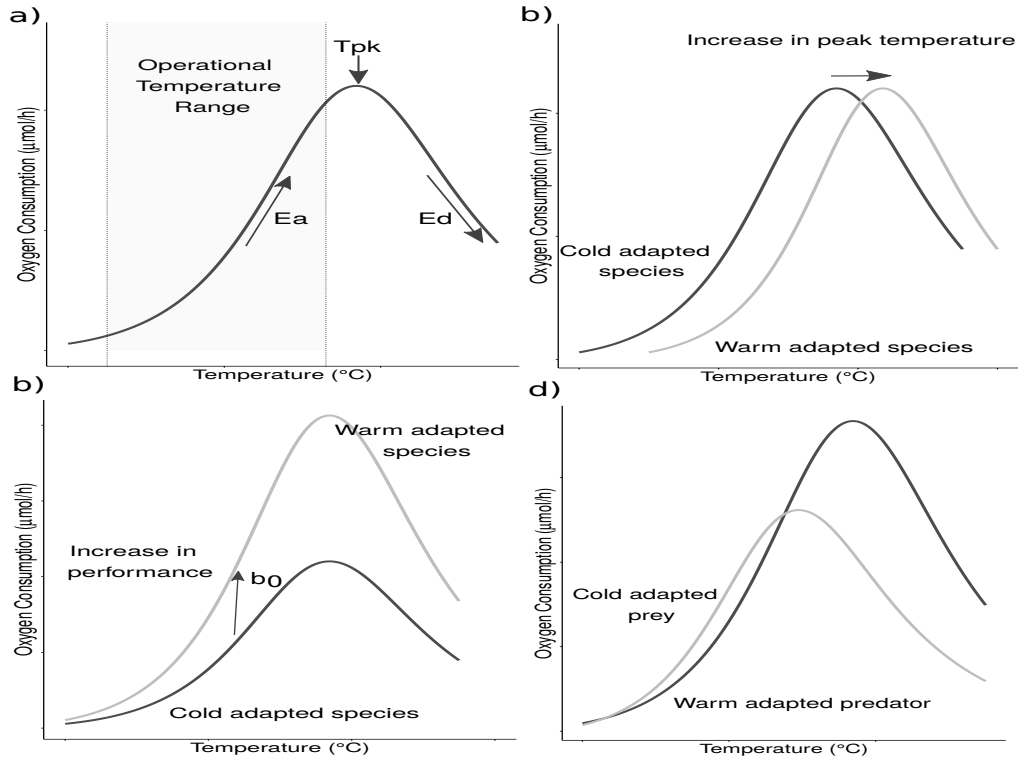 a)
Tpk
Operational
Temperature
Range
Ea
Ed
Oxygen Consumption (μmol/h)
Temperature (°C)
b)
Increase in peak temperature
Cold adapted
species
Warm adapted species
Oxygen Consumption (μmol/h)
Temperature (°C)
b)
Warm adapted
species
Increase in
performance
b0
Cold adapted species
Oxygen Consumption (μmol/h)
Temperature (°C)
d)
Cold adapted
prey
Warm adapted predator
Oxygen Consumption (μmol/h)
Temperature (°C)